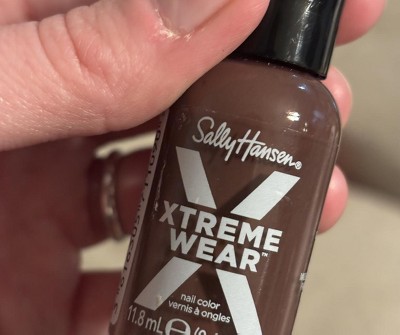 Sally Hansen®
XTREME
WEAR™
nail color
vernis à ongles
11.8 mL ℮